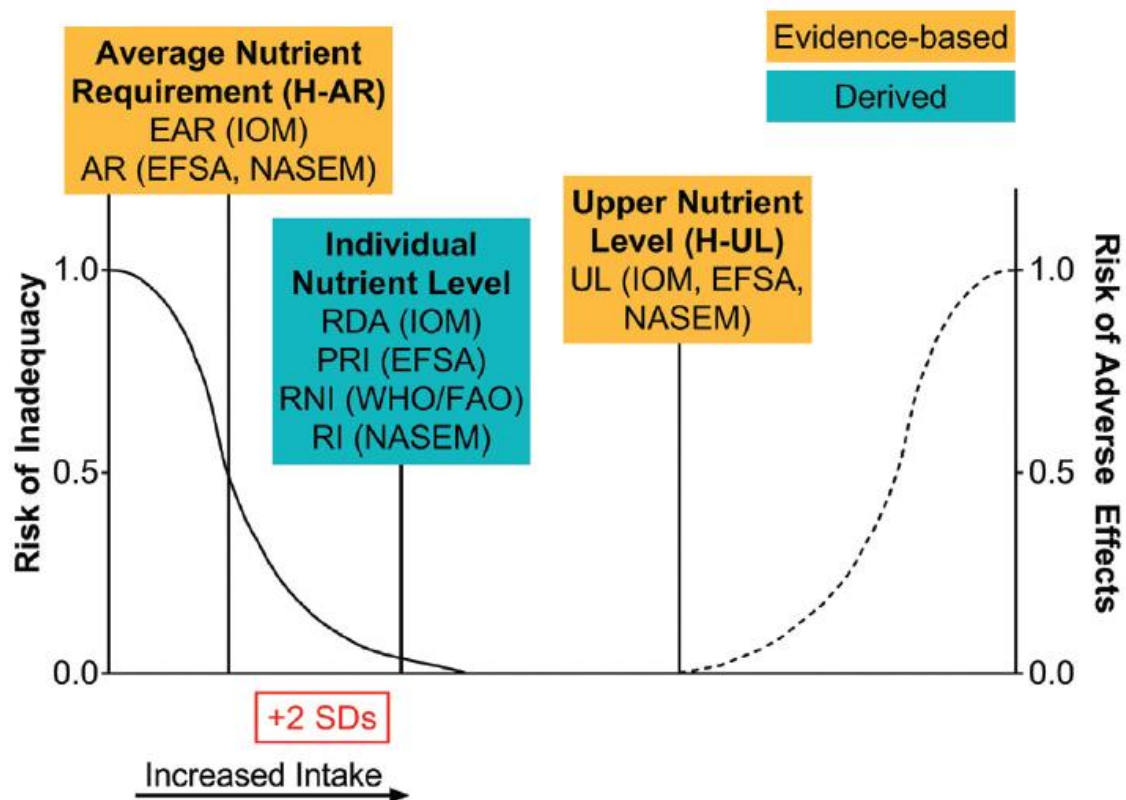 Evidence-based
Derived
Average Nutrient
Requirement (H-AR)
EAR (IOM)
AR (EFSA, NASEM)
Individual
Nutrient Level
RDA (IOM)
PRI (EFSA)
RNI (WHO/FAO)
RI (NASEM)
Upper Nutrient
Level (H-UL)
UL (IOM, EFSA,
NASEM)
Risk of Inadequacy
1.0
0.5
0.0
Risk of Adverse Effects
1.0
0.5
0.0
+2 SDs
Increased Intake